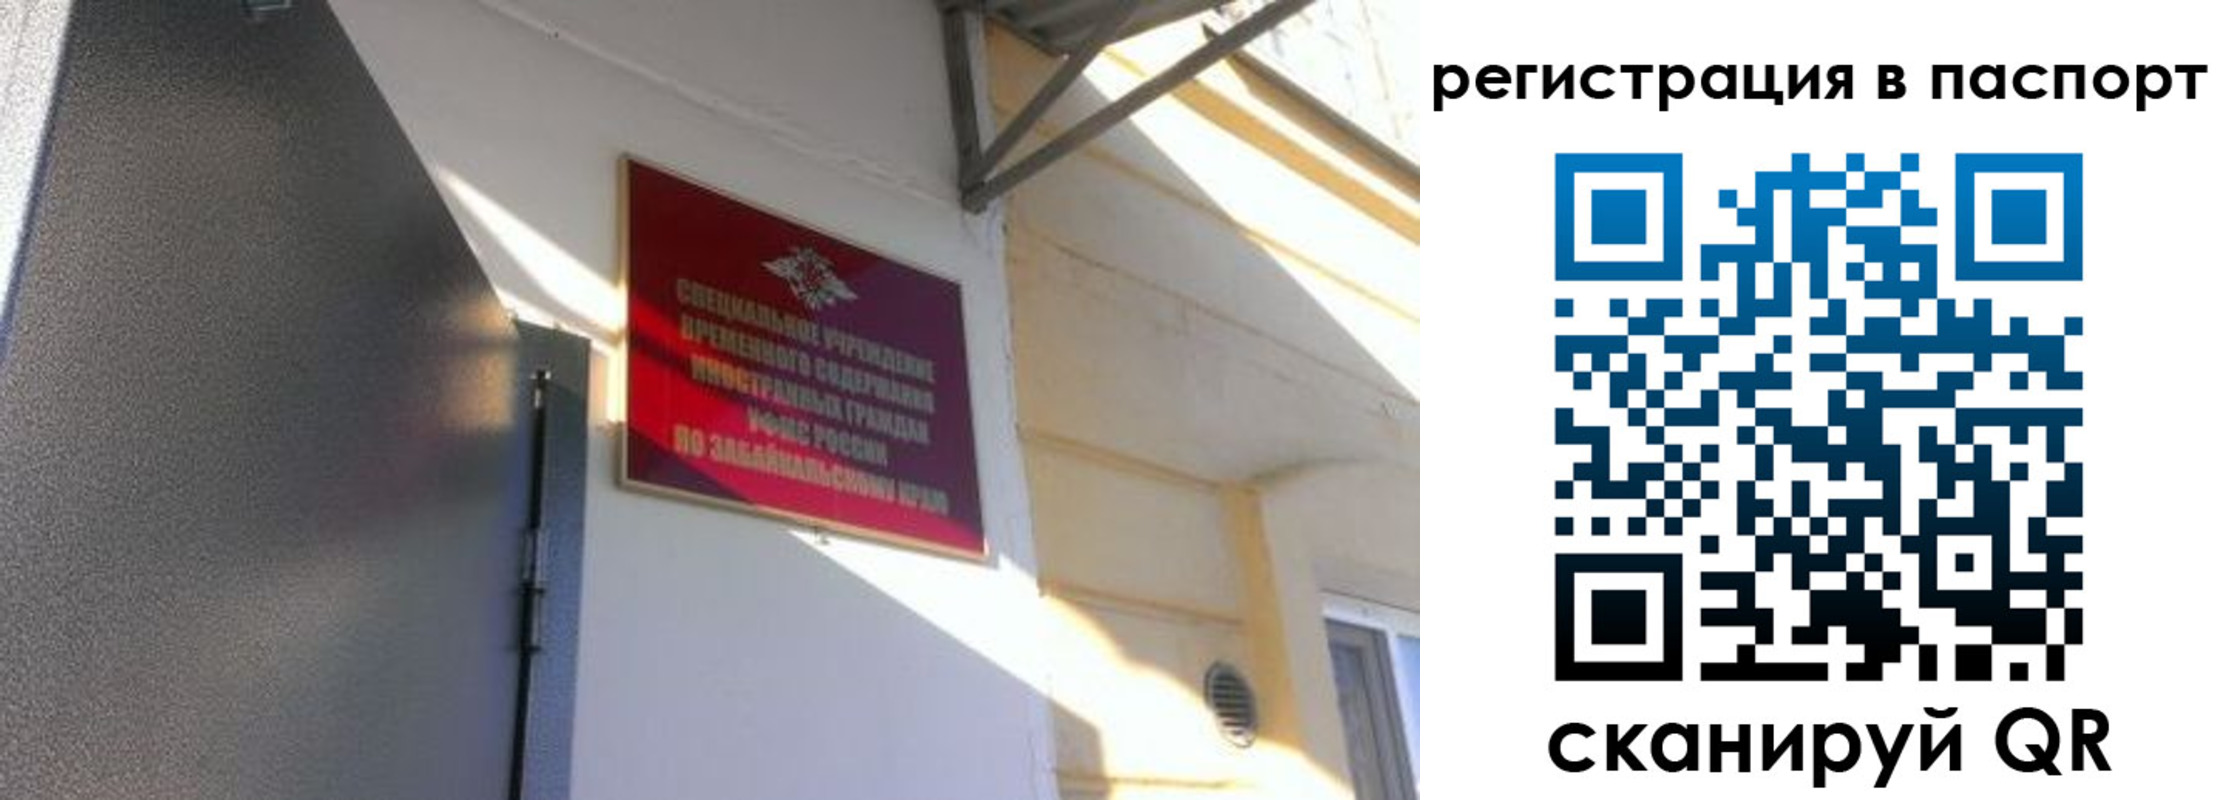 СПЕЦИАЛЬНОЕ УЧРЕЖДЕНИЕ
ВРЕМЕННОГО СОДЕРЖАНИЯ
ИНОСТРАННЫХ ГРАЖДАН
УФМС РОССИИ
ПО ЗАБАЙКАЛЬСКОМУ КРАЮ
регистрация в паспорт
сканируй QR